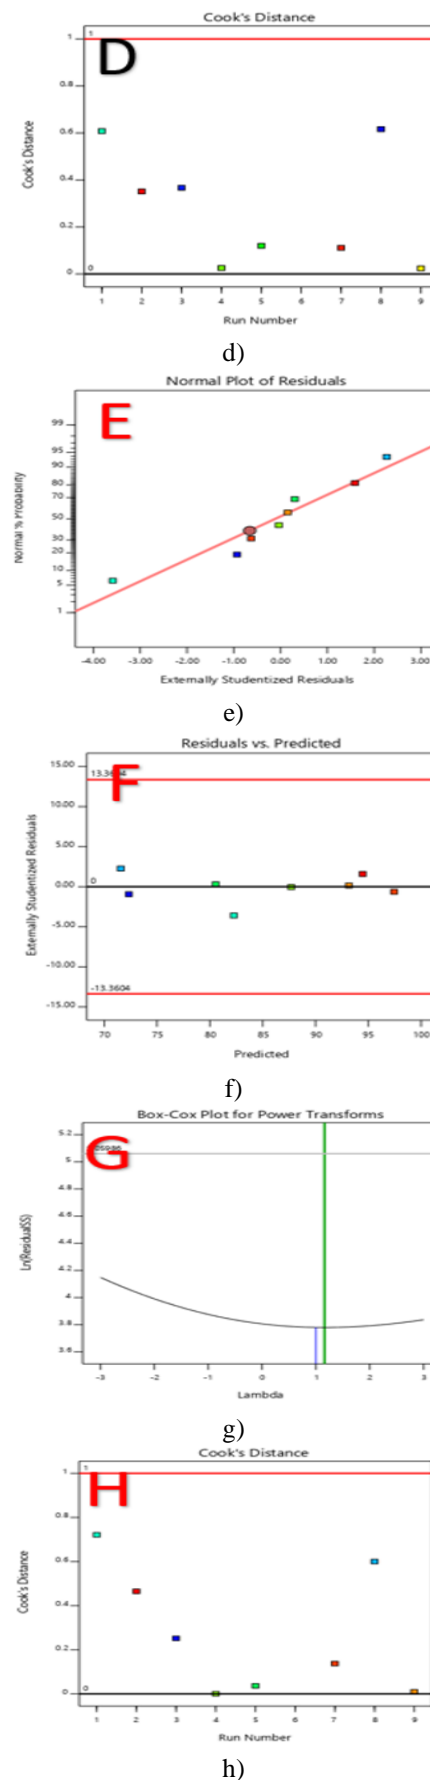 Cook's Distance
D
1
1
0.8
0.6
0.4
0.2
0
0
Cook's Distance
1 2 3 4 5 6 7 8 9
Run Number
d)
Normal Plot of Residuals
E
99
95
90
80
70
50
30
20
10
5
1
Normal % Probability
-4.00 -3.00 -2.00 -1.00 0.00 1.00 2.00 3.00
Externally Studentized Residuals
e)
Residuals vs. Predicted
F
15.00
10.00
5.00
0.00
-5.00
-10.00
-15.00
0
-13.3604
Externally Studentized Residuals
70 75 80 85 90 95 100
Predicted
f)
Box-Cox Plot for Power Transforms
G
5.2
5
4.8
4.6
4.4
4.2
4
3.8
3.6
Ln(ResidualSS)
-3 -2 -1 0 1 2 3
Lambda
g)
Cook's Distance
H
1
1
0.8
0.6
0.4
0.2
0
0
Cook's Distance
1 2 3 4 5 6 7 8 9
Run Number
h)